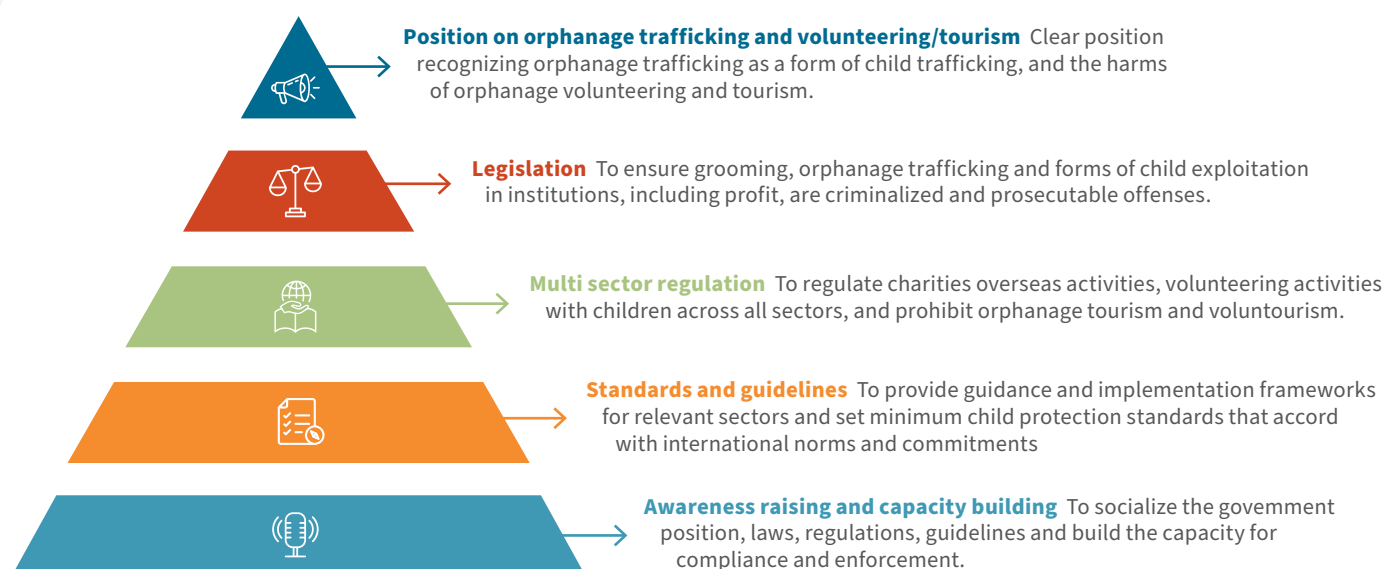 Position on orphanage trafficking and volunteering/tourism Clear position
recognizing orphanage trafficking as a form of child trafficking, and the harms
of orphanage volunteering and tourism.
Legislation To ensure grooming, orphanage trafficking and forms of child exploitation
in institutions, including profit, are criminalized and prosecutable offenses.
Multi sector regulation To regulate charities overseas activities, volunteering activities
with children across all sectors, and prohibit orphanage tourism and voluntourism.
Standards and guidelines To provide guidance and implementation frameworks
for relevant sectors and set minimum child protection standards that accord
with international norms and commitments
Awareness raising and capacity building To socialize the government
position, laws, regulations, guidelines and build the capacity for
compliance and enforcement.